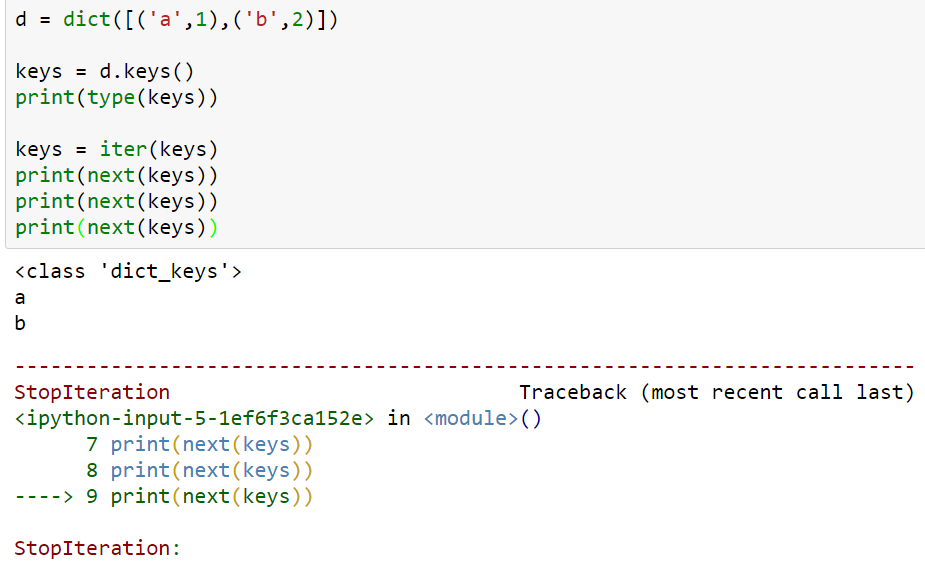 d = dict([('a',1),('b',2)])
keys = d.keys()
print(type(keys))
keys = iter(keys)
print(next(keys))
print(next(keys))
print(next(keys))
<class 'dict_keys'>
a
b
---------------------------------------------------------------------------
StopIteration                             Traceback (most recent call last)
<ipython-input-5-1ef6f3ca152e> in <module>()
      7 print(next(keys))
      8 print(next(keys))
----> 9 print(next(keys))
StopIteration: